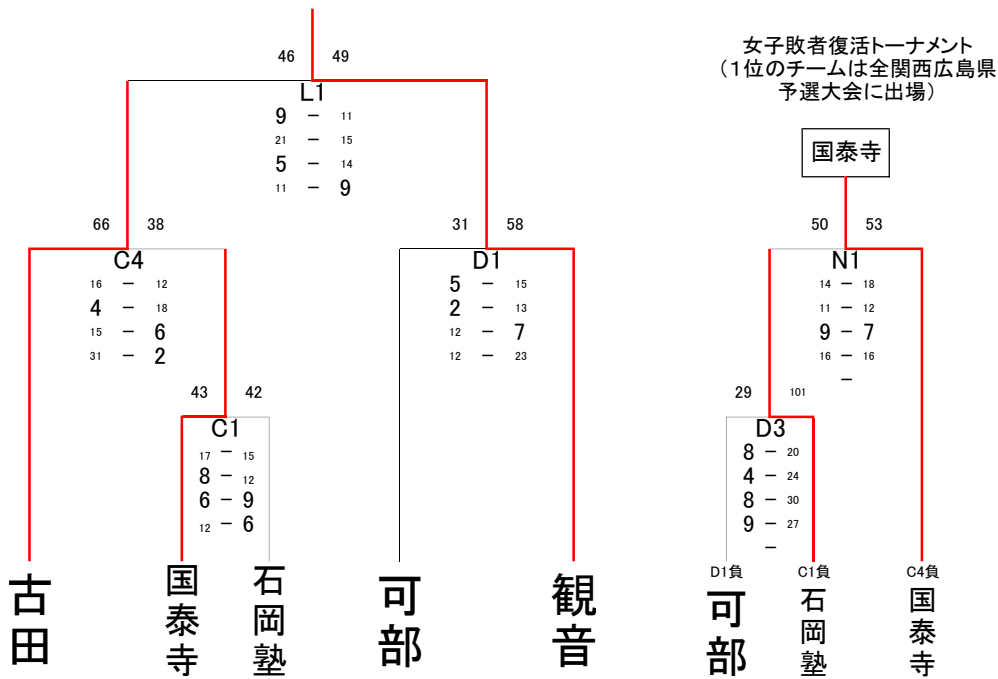 46 49
L1
9 － 11
21 － 15
5 － 14
11 － 9
66 38
C4
16 － 12
4 － 18
15 － 6
31 － 2
43 42
C1
17 － 15
8 － 12
6 － 9
12 － 6
31 58
D1
5 － 15
2 － 13
12 － 7
12 － 23
古田
国泰寺
石岡塾
可部
観音
女子敗者復活トーナメント
（１位のチームは全関西広島県
予選大会に出場）
国泰寺
50 53
N1
14 － 18
11 － 12
9 － 7
16 － 16
－
29 101
D3
8 － 20
4 － 24
8 － 30
9 － 27
－
D1負
可部
C1負
石岡塾
C4負
国泰寺